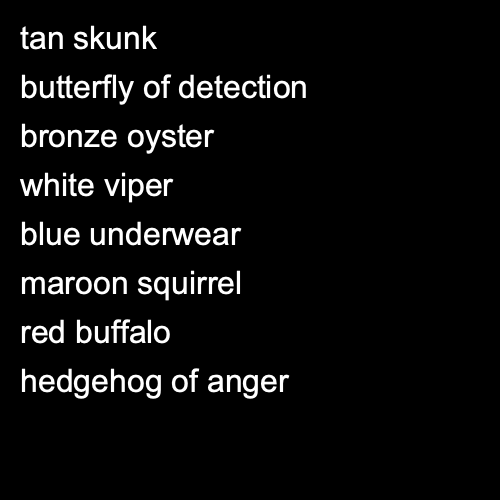 tan skunk
butterfly of detection
bronze oyster
white viper
blue underwear
maroon squirrel
red buffalo
hedgehog of anger